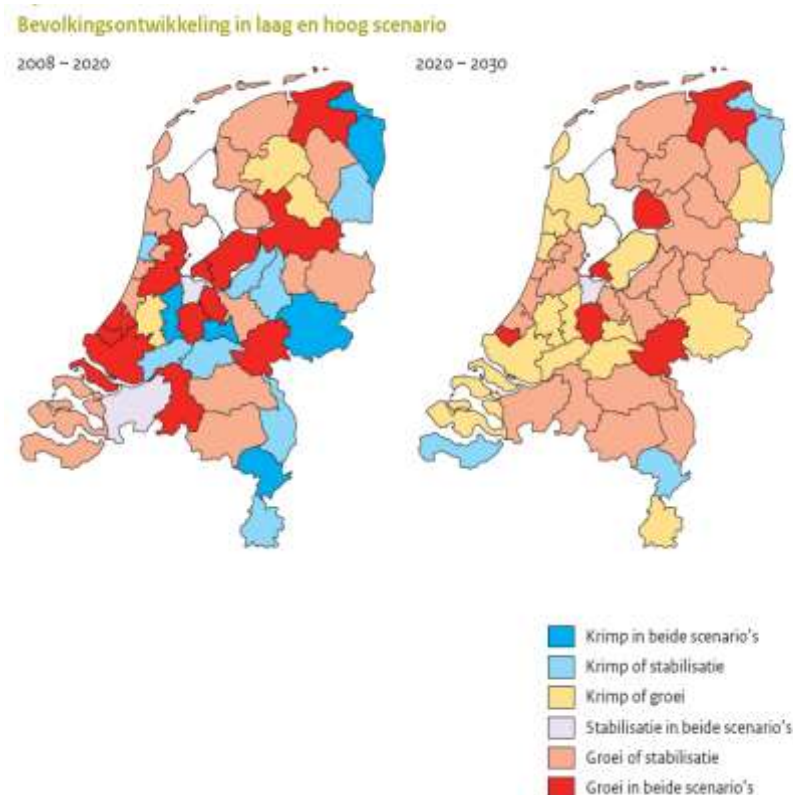 Bevolkingsontwikkeling in laag en hoog scenario
2008 – 2020
2020 – 2030
Krimp in beide scenario's
Krimp of stabilisatie
Krimp of groei
Stabilisatie in beide scenario's
Groei of stabilisatie
Groei in beide scenario's